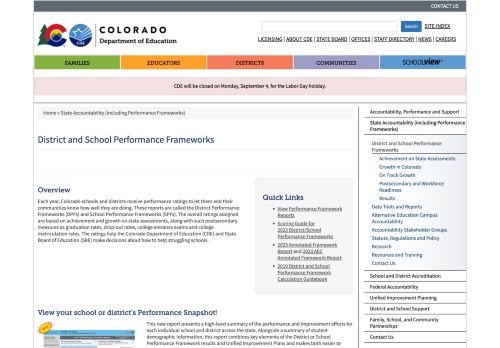 CONTACT US
COLORADO
Department of Education
CDE
Search
SITE INDEX
LICENSING | ABOUT CDE | STATE BOARD | OFFICES | STAFF DIRECTORY | NEWS | CAREERS
FAMILIES
EDUCATORS
DISTRICTS
COMMUNITIES
SCHOOLVIEW
CDE will be closed on Monday, September 4, for the Labor Day holiday.
Home » State Accountability (including Performance Frameworks)
District and School Performance Frameworks
Overview
Each year, Colorado schools and districts receive performance ratings to let them and their
communities know how well they are doing. These reports are called the District Performance
Frameworks (DPFs) and School Performance Frameworks (SPFs). The overall ratings assigned
are based on achievement and growth on state assessments, along with such postsecondary
measures as graduation rates, drop-out rates, college entrance exams and college
matriculation rates. The ratings help the Colorado Department of Education (CDE) and State
Board of Education (SBE) make decisions about how to help struggling schools.
Quick Links
• View Performance Framework
Reports
• Scoring Guide for
2023 District/School
Performance Frameworks
• 2023 Annotated Framework
Report and 2023 AEC
Annotated Framework Report
• 2019 District and School
Performance Framework
Calculation Guidebook
View your school or district's Performance Snapshot!
This new report presents a high-level summary of the performance and improvement efforts for
each individual school and district across the state. Alongside a summary of student
demographic information, this report combines key elements of the District or School
Performance Framework results and Unified Improvement Plans and makes both easier to
Accountability, Performance and Support
State Accountability (including Performance
Frameworks)
District and School Performance
Frameworks
Achievement on State Assessments
Growth in Colorado
On Track Growth
Postsecondary and Workforce
Readiness
Results
Data Tools and Reports
Alternative Education Campus
Accountability
Accountability Stakeholder Groups
Statute, Regulations and Policy
Research
Resources and Training
Contact Us
School and District Accreditation
Federal Accountability
Unified Improvement Planning
District and School Support
Family, School, and Community
Partnerships
Contact Us